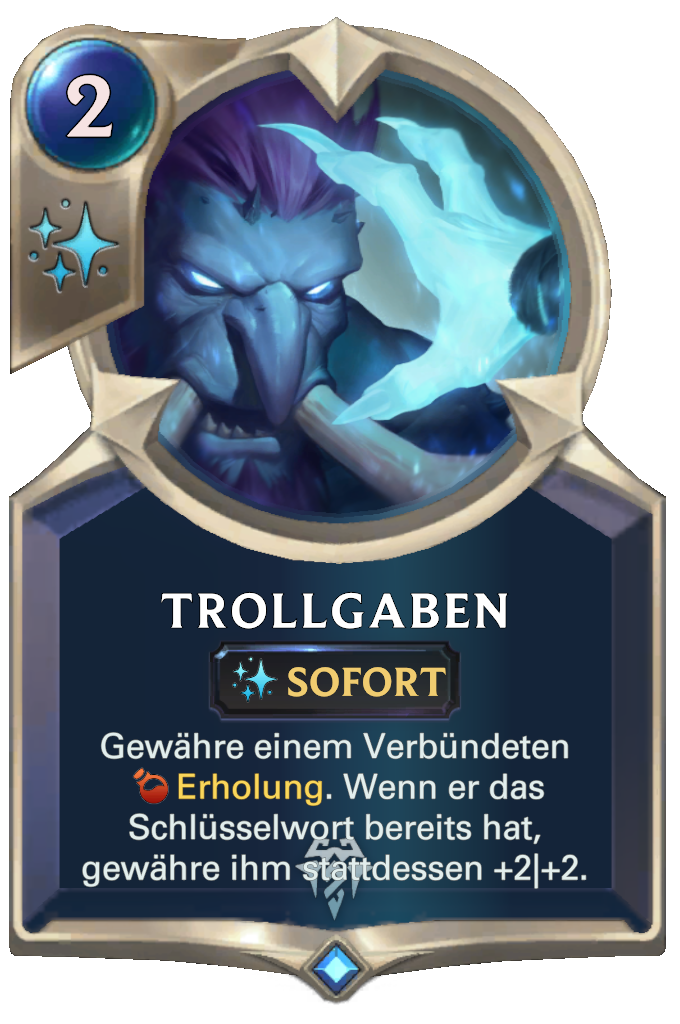 2
TROLLGABEN
SOFORT
Gewähre einem Verbündeten
Erholung. Wenn er das
Schlüsselwort bereits hat,
gewähre ihm stattdessen +2|+2.